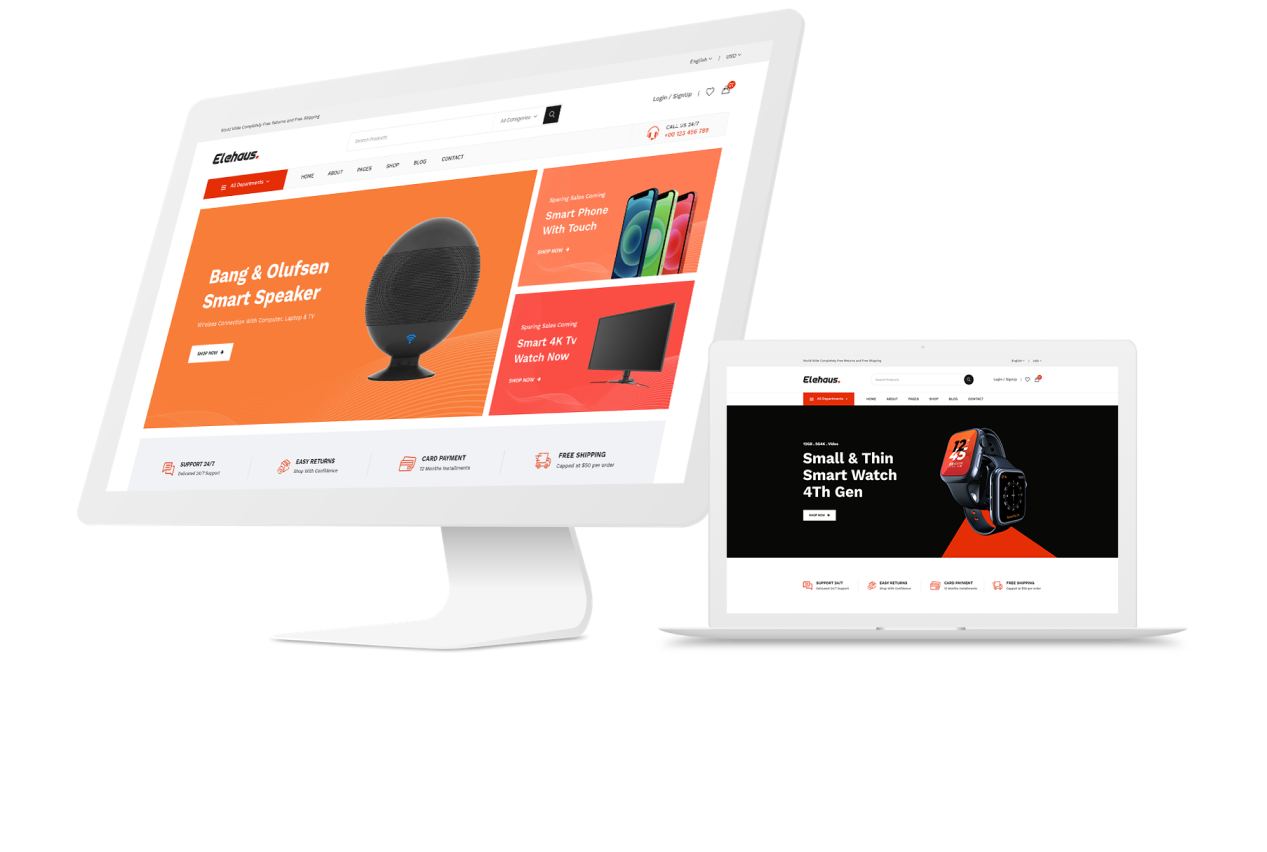 World Wide Completely Free Returns and Free Shipping
English | USD
Elehaus.
Search Products
All Categories
Login / SignUp |
All Departments
HOME ABOUT PAGES SHOP BLOG CONTACT
CALL US 24/7
+00 123 456 789
Bang & Olufsen
Smart Speaker
Wireless Connection With Computer, Laptop & TV
SHOP NOW
Sparing Sales Coming
Smart Phone
With Touch
SHOP NOW
Sparing Sales Coming
Smart 4K Tv
Watch Now
SHOP NOW
SUPPORT 24/7
Delicated 24/7 Support
EASY RETURNS
Shop With Confidence
CARD PAYMENT
12 Months Installments
FREE SHIPPING
Capped at $50 per order
World Wide Completely Free Returns and Free Shipping
English | USD
Elehaus.
Search Products
Login / SignUp |
All Departments
HOME ABOUT PAGES SHOP BLOG CONTACT
Small & Thin
Smart Watch
4Th Gen
SHOP NOW
12
45
SUPPORT 24/7
Delicated 24/7 Support
EASY RETURNS
Shop With Confidence
CARD PAYMENT
12 Months Installments
FREE SHIPPING
Capped at $50 per order